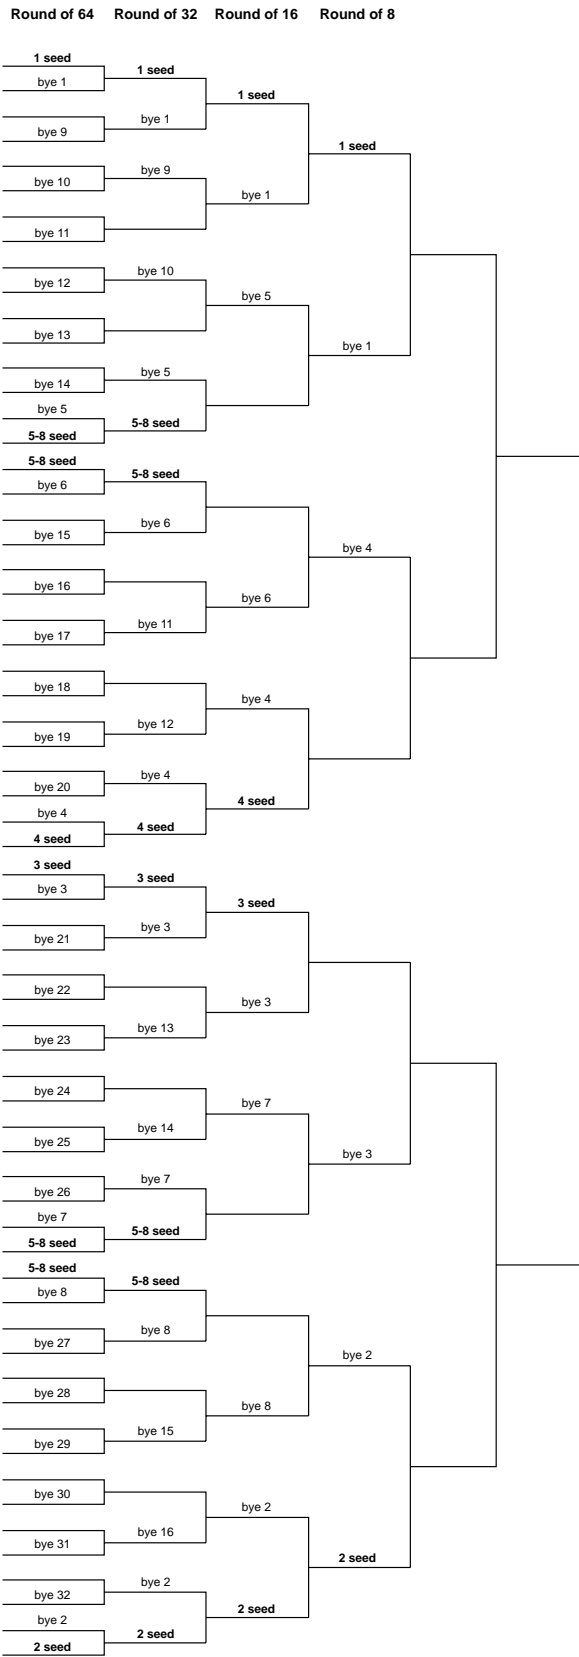 Round of 64 Round of 32 Round of 16 Round of 8
1 seed
1 seed
bye 1
1 seed
bye 1
bye 9
1 seed
bye 9
bye 10
bye 1
bye 11
bye 10
bye 12
bye 5
bye 13
bye 1
bye 5
bye 14
bye 5
5-8 seed
5-8 seed
5-8 seed
5-8 seed
bye 6
bye 6
bye 15
bye 4
bye 16
bye 6
bye 11
bye 17
bye 18
bye 4
bye 12
bye 19
bye 4
bye 20
4 seed
bye 4
4 seed
4 seed
3 seed
3 seed
bye 3
3 seed
bye 3
bye 21
bye 22
bye 3
bye 13
bye 23
bye 24
bye 7
bye 14
bye 25
bye 3
bye 7
bye 26
bye 7
5-8 seed
5-8 seed
5-8 seed
5-8 seed
bye 8
bye 8
bye 27
bye 2
bye 28
bye 8
bye 15
bye 29
bye 30
bye 2
bye 16
bye 31
2 seed
bye 2
bye 32
2 seed
bye 2
2 seed
2 seed